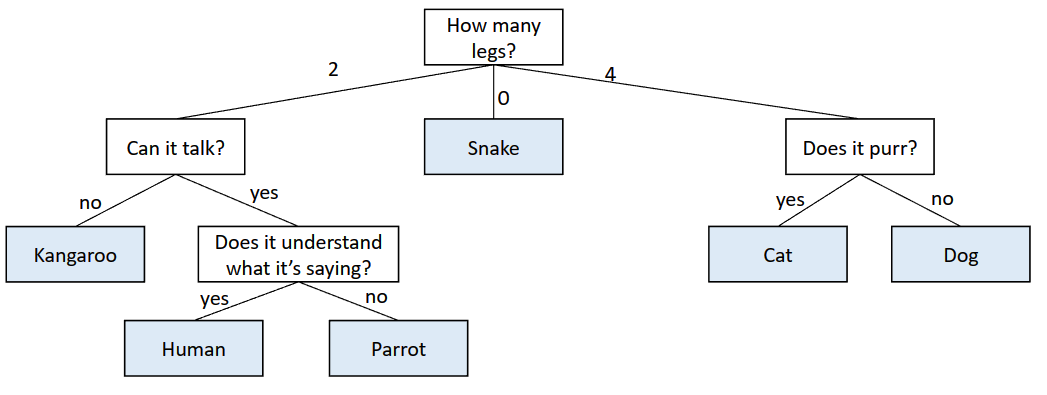 How many
legs?
2
0
4
Can it talk?
Snake
Does it purr?
no
yes
yes
no
Kangaroo
Does it understand
what it’s saying?
Cat
Dog
yes
no
Human
Parrot